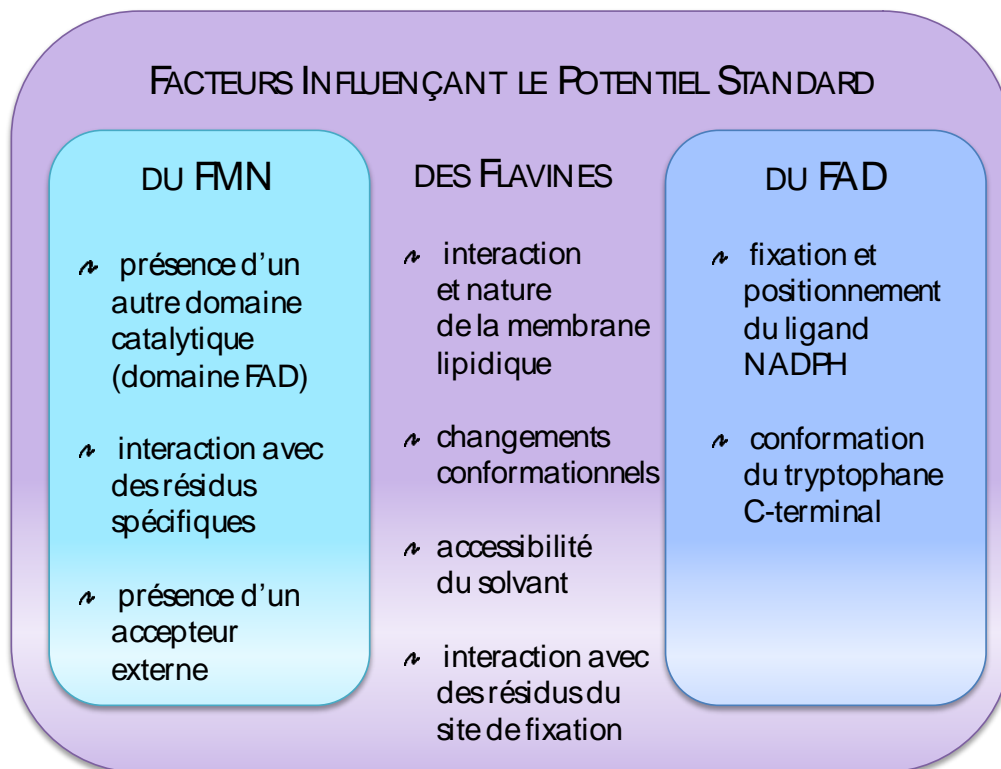 FACTEURS INFLUENÇANT LE POTENTIEL STANDARD
DU FMN
présence d'un
autre domaine
catalytique
(domaine FAD)
interaction avec
des résidus
spécifiques
présence d'un
accepteur
externe
DES FLAVINES
interaction
et nature
de la membrane
lipidique
changements
conformationnels
accessibilité
du solvant
interaction avec
des résidus du
site de fixation
DU FAD
fixation et
positionnement
du ligand
NADPH
conformation
du tryptophane
C-terminal